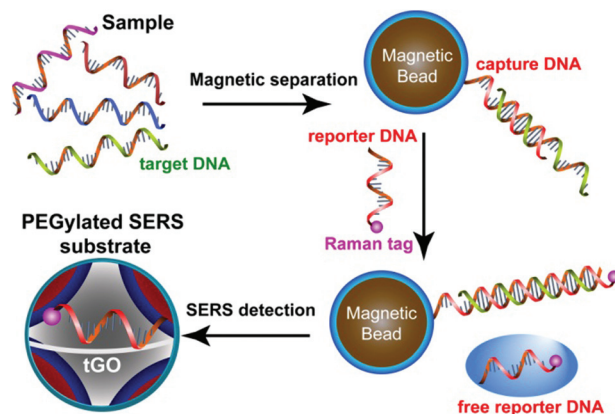 Sample
target DNA
Magnetic separation
Magnetic
Bead
capture DNA
reporter DNA
Raman tag
PEGylated SERS
substrate
tGO
SERS detection
Magnetic
Bead
free reporter DNA